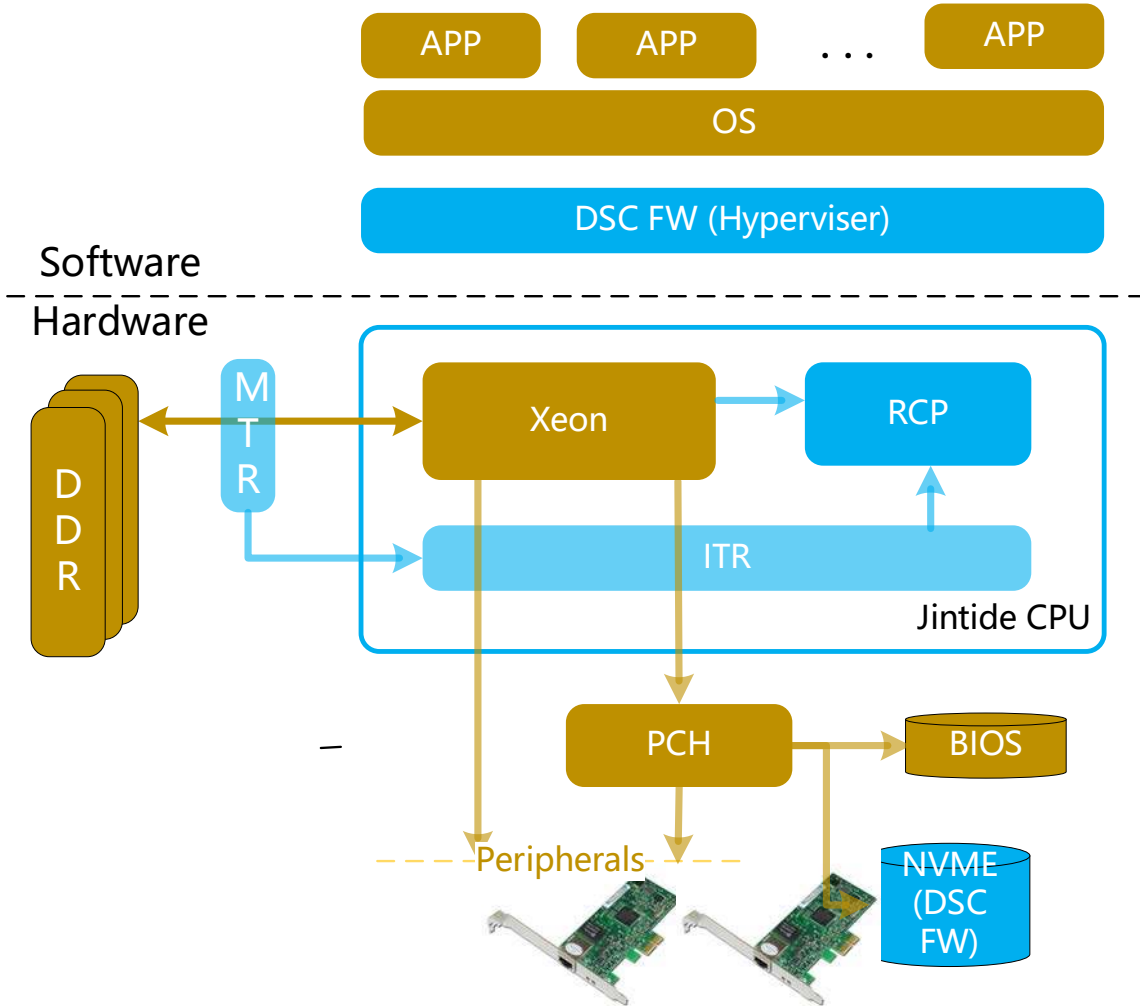 APP
APP
. . .
APP
OS
DSC FW (Hyperviser)
Software
Hardware
M
T
R
Xeon
RCP
D
D
R
ITR
Jintide CPU
PCH
BIOS
Peripherals
NVME
(DSC
FW)